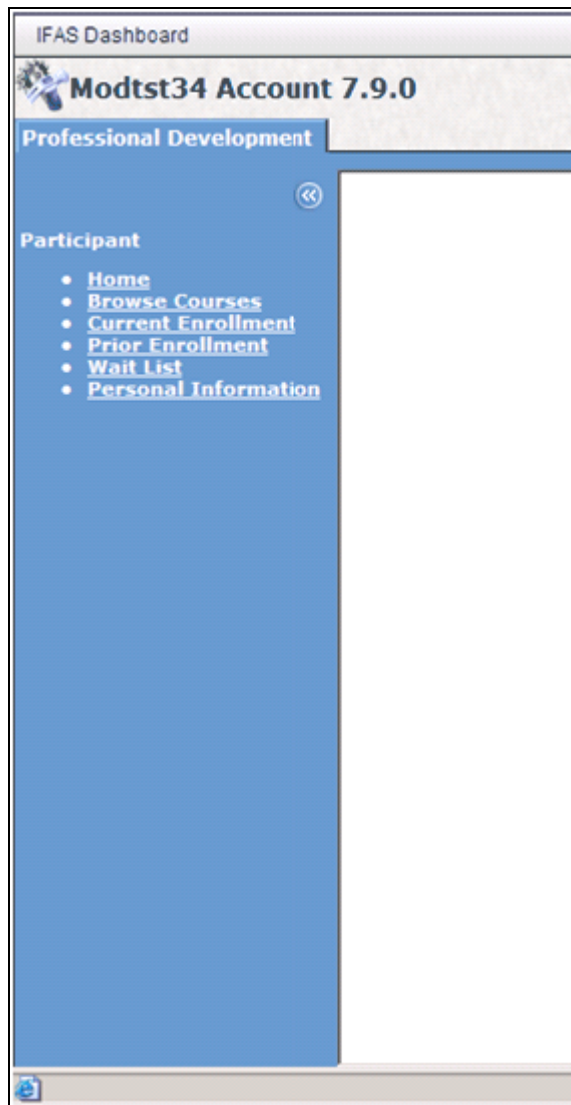 IFAS Dashboard
Modtst34 Account 7.9.0
Professional Development
Participant
Home
Browse Courses
Current Enrollment
Prior Enrollment
Wait List
Personal Information